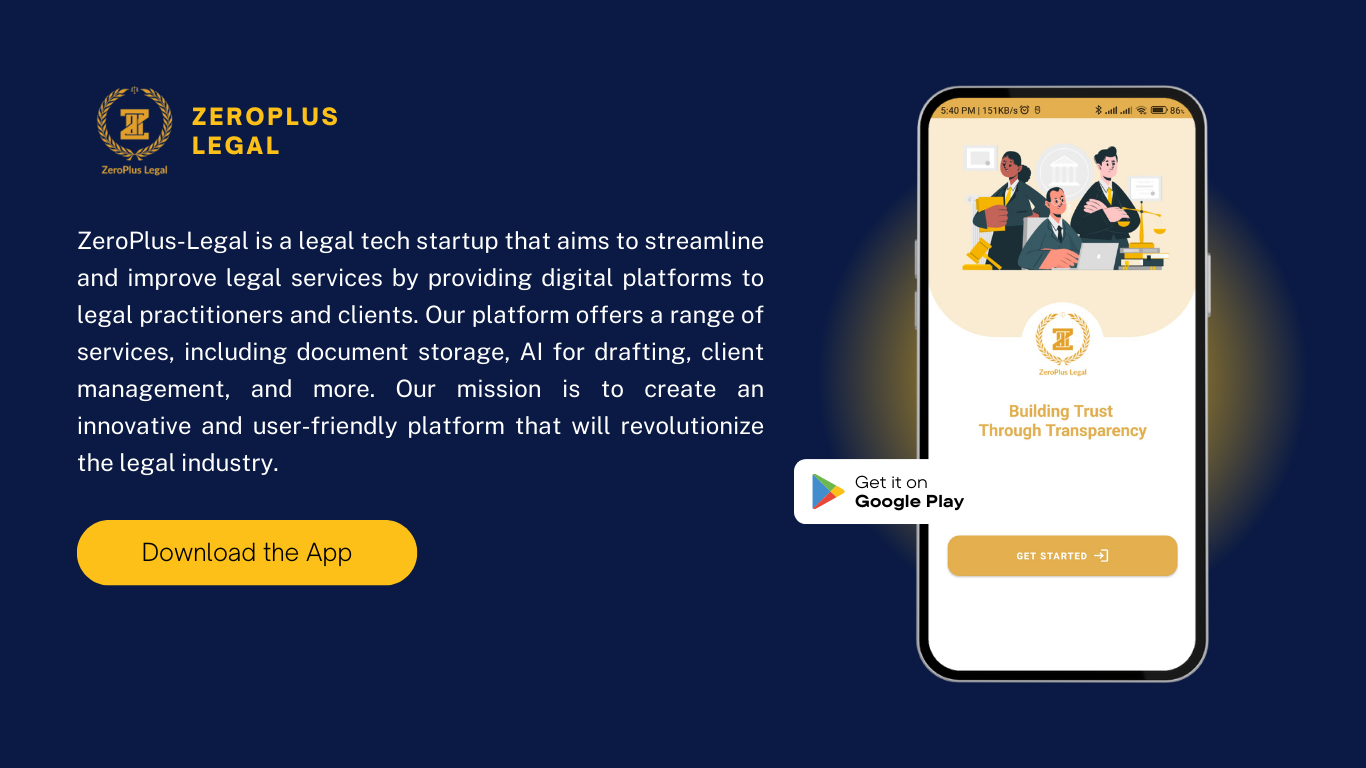 ZeroPlus Legal
ZEROPLUS
LEGAL
ZeroPlus-Legal is a legal tech startup that aims to streamline
and improve legal services by providing digital platforms to
legal practitioners and clients. Our platform offers a range of
services, including document storage, AI for drafting, client
management, and more. Our mission is to create an
innovative and user-friendly platform that will revolutionize
the legal industry.
Download the App
5:40 PM | 151KB/s
86%
ZeroPlus Legal
Building Trust
Through Transparency
Get it on
Google Play
GET STARTED